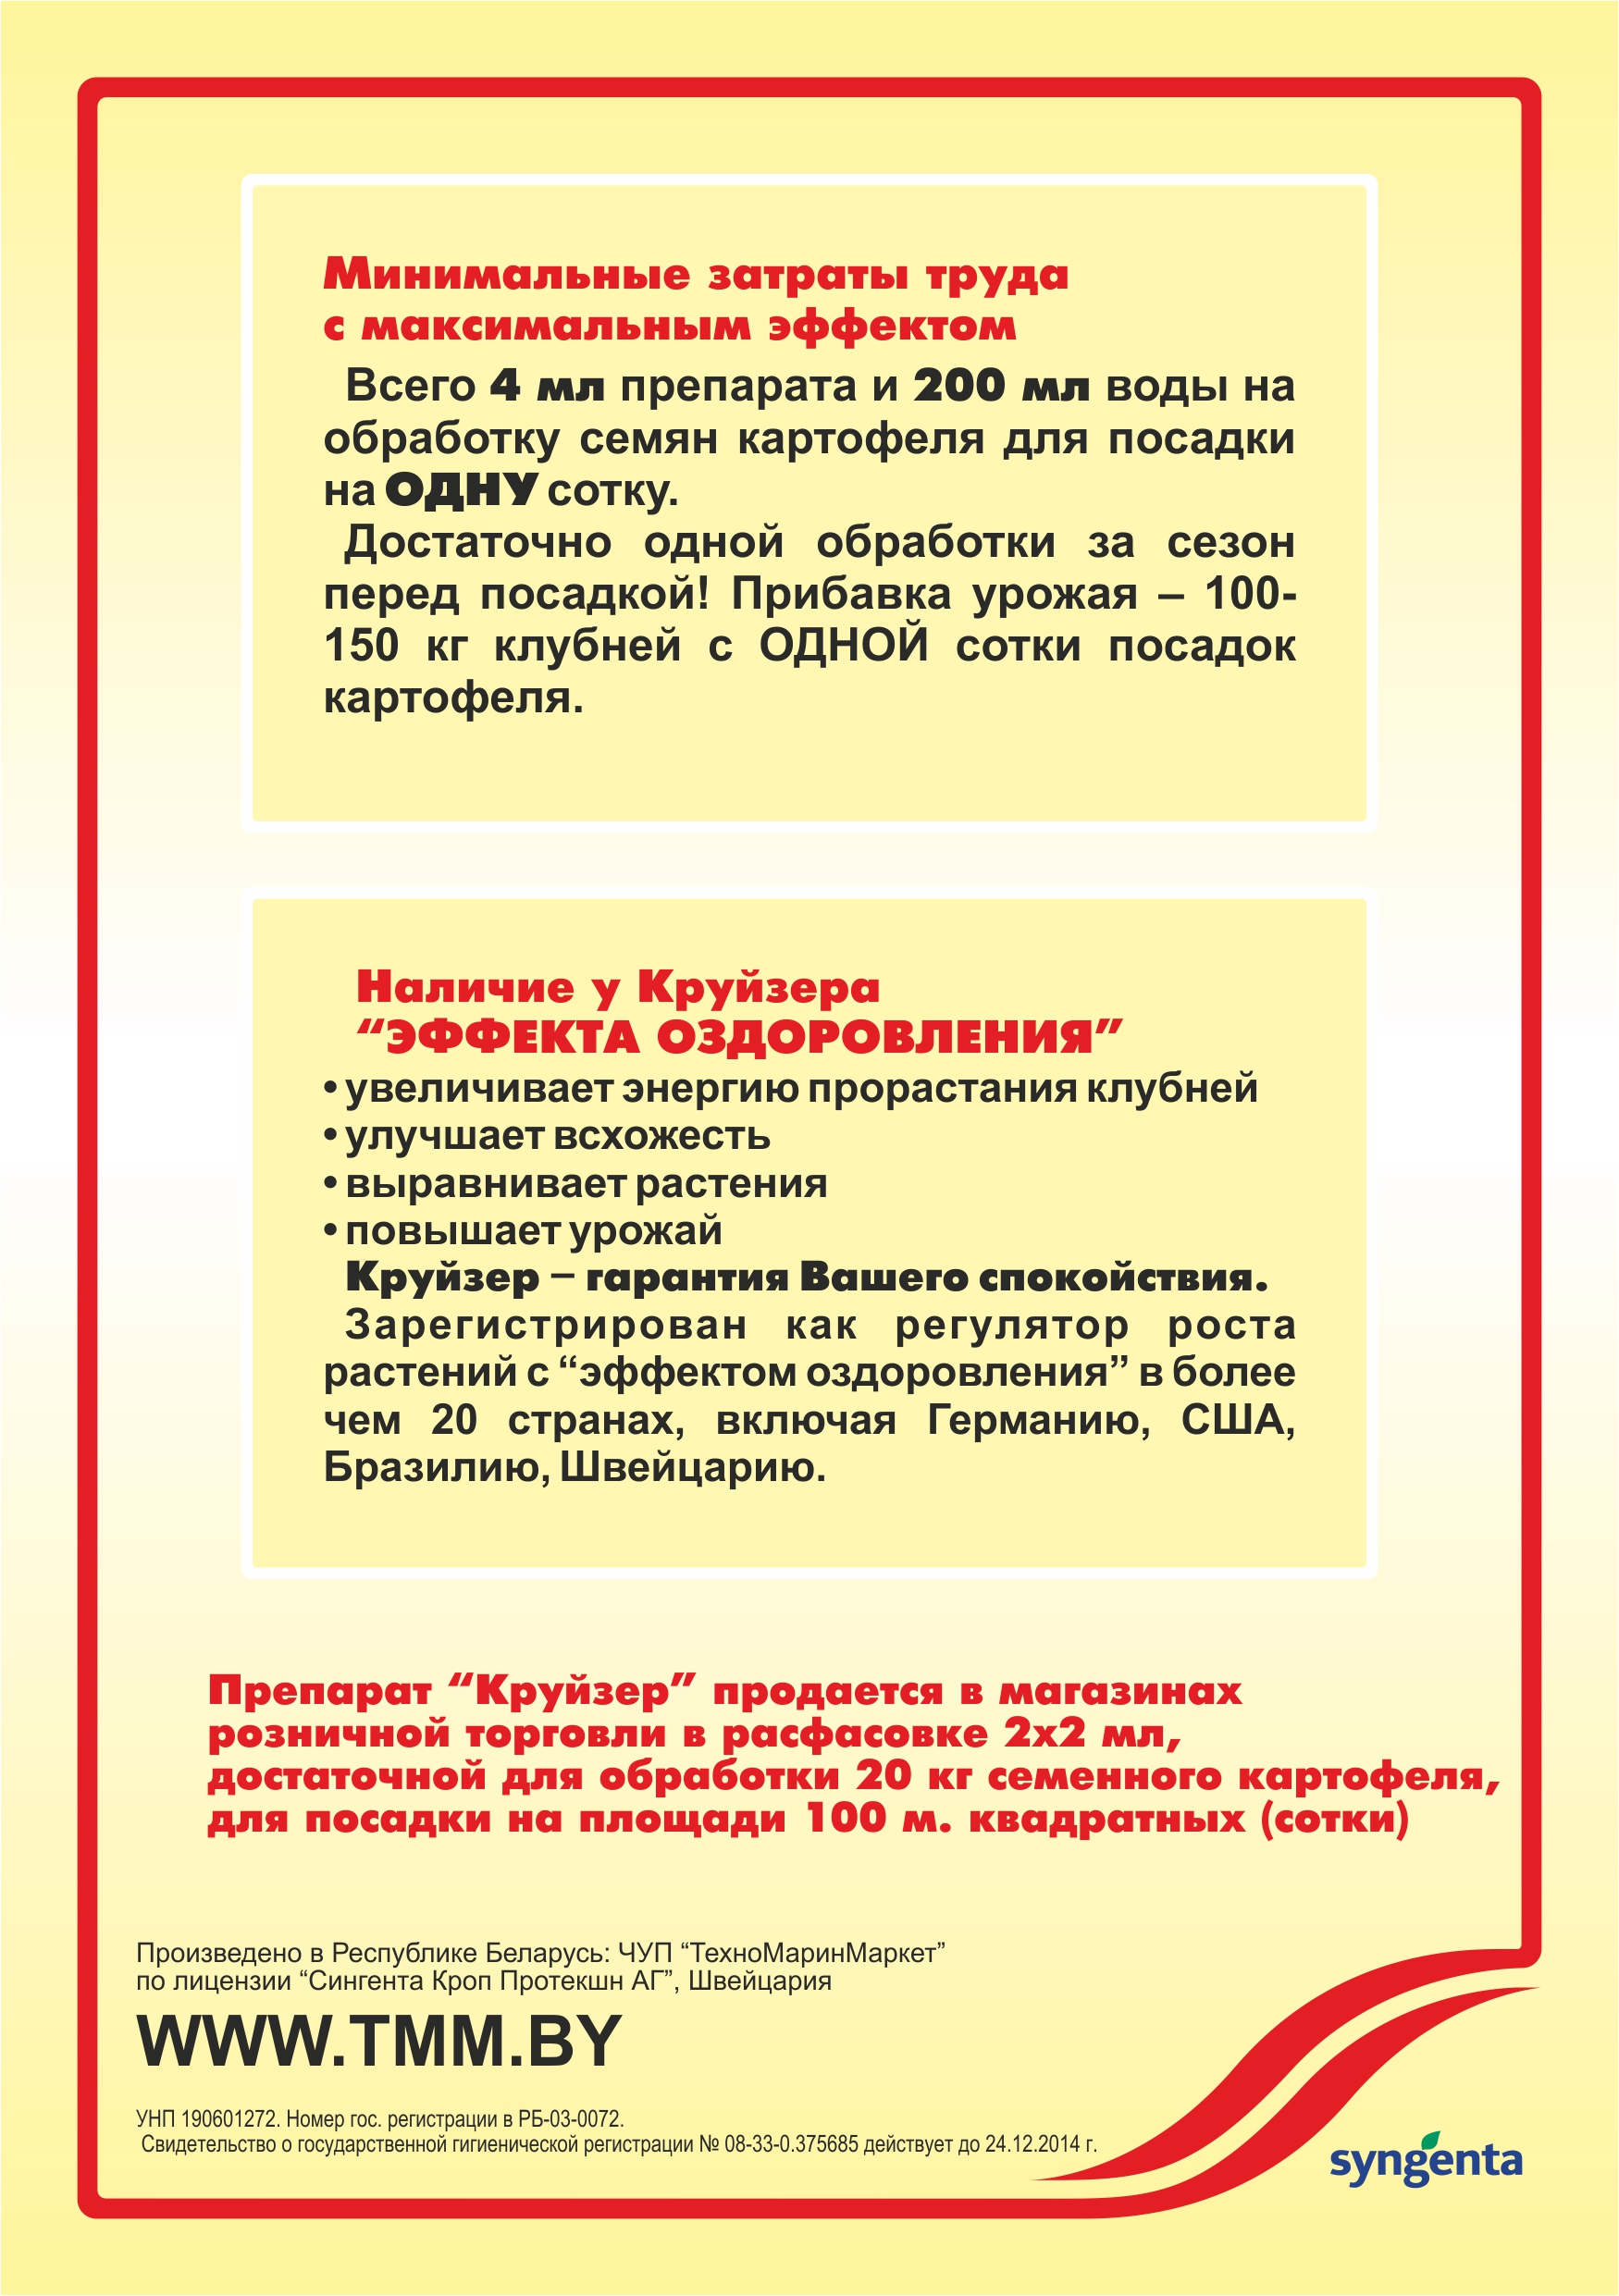 Минимальные затраты труда
с максимальным эффектом
Всего 4 мл препарата и 200 мл воды на
обработку семян картофеля для посадки
на ОДНУ сотку.
Достаточно одной обработки за сезон
перед посадкой! Прибавка урожая – 100-
150 кг клубней с ОДНОЙ сотки посадок
картофеля.
Наличие у Круйзера
“ЭФФЕКТА ОЗДОРОВЛЕНИЯ”
• увеличивает энергию прорастания клубней
• улучшает всхожесть
• выравнивает растения
• повышает урожай
Круйзер – гарантия Вашего спокойствия.
Зарегистрирован как регулятор роста
растений с “эффектом оздоровления” в более
чем 20 странах, включая Германию, США,
Бразилию, Швейцарию.
Препарат “Круйзер” продается в магазинах
розничной торговли в расфасовке 2х2 мл,
достаточной для обработки 20 кг семенного картофеля,
для посадки на площади 100 м. квадратных (сотки)
Произведено в Республике Беларусь: ЧУП “ТехноМаринМаркет”
по лицензии “Сингента Кроп Протекшн АГ”, Швейцария
WWW.TMM.BY
УНП 190601272. Номер гос. регистрации в РБ-03-0072.
Свидетельство о государственной гигиенической регистрации № 08-33-0.375685 действует до 24.12.2014 г.
syngenta